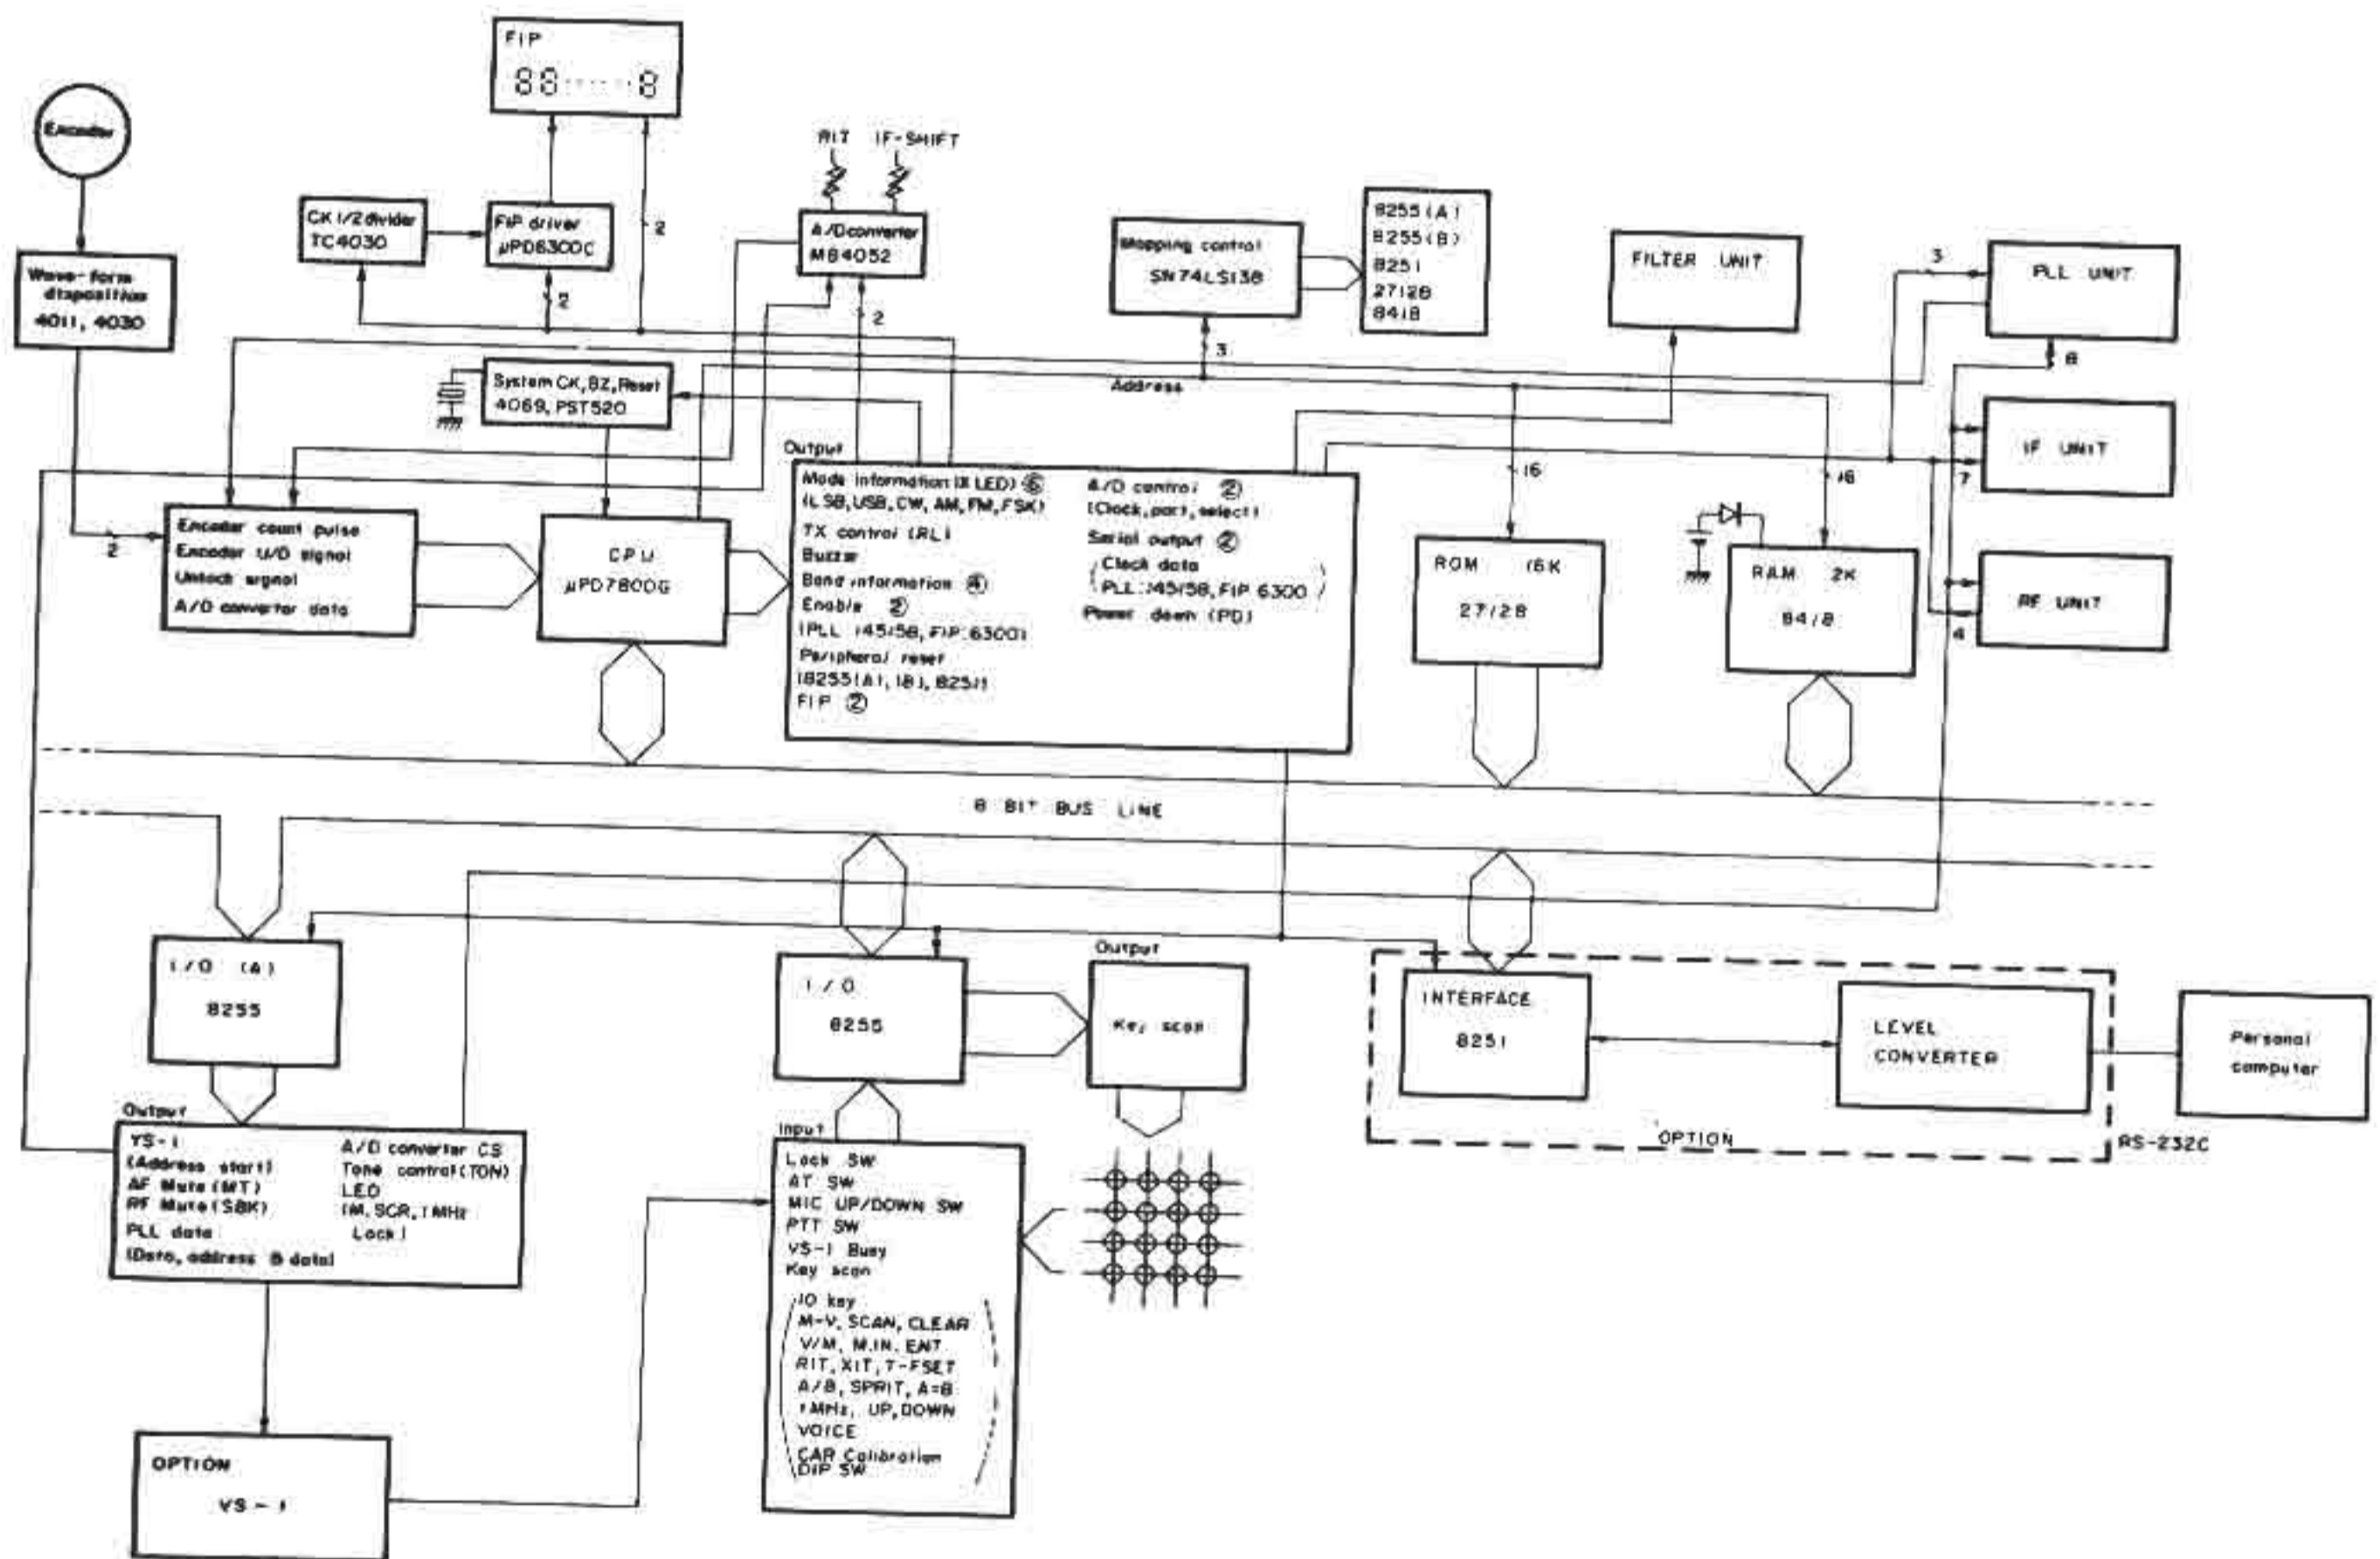 FIP
88·····8
Encoder
RIT IF-SHIFT
CK 1/2 divider
TC4030
FIP driver
μPD6300C
2
A/D converter
MB4052
Mapping control
SN74LS138
8255(A)
8255(B)
8251
27128
8418
FILTER UNIT
3
PLL UNIT
Wave-form
disposition
4011, 4030
2
2
3
8
System CK, BZ, Reset
4069, PST520
Address
IF UNIT
7
Output
Mode information (X LED) ⑥
(LSB, USB, CW, AM, FM, FSK)
TX control (RL)
Buzzer
Band information ④
Enable ②
(PLL 145158, FIP 6300)
Peripheral reset
(8255(A), (B), 8251)
FIP ②
A/D control ②
(Clock, port, select)
Serial output ②
Clock data
PLL 145158, FIP 6300
Power down (PD)
16
16
2
Encoder count pulse
Encoder U/D signal
Unlock signal
A/D converter data
CPU
μPD7800G
ROM 16K
27128
RAM 2K
8418
RF UNIT
4
8 BIT BUS LINE
I/O (A)
8255
I/O
8255
Output
Key scan
INTERFACE
8251
LEVEL
CONVERTER
Personal
computer
OPTION
RS-232C
Output
VS-1
(Address start)
AF Mute (MT)
RF Mute (SBK)
PLL data
(Data, address 8 data)
A/D converter CS
Tone control (TON)
LED
(M.SCR, 1MHz
Lock)
Input
Lock SW
AT SW
MIC UP/DOWN SW
PTT SW
VS-1 Busy
Key scan
10 key
M-V, SCAN, CLEAR
V/M, M.IN, ENT
RIT, XIT, T-FSET
A/B, SPRIT, A=B
1MHz, UP, DOWN
VOICE
CAR Calibration
DIP SW
OPTION
VS-1